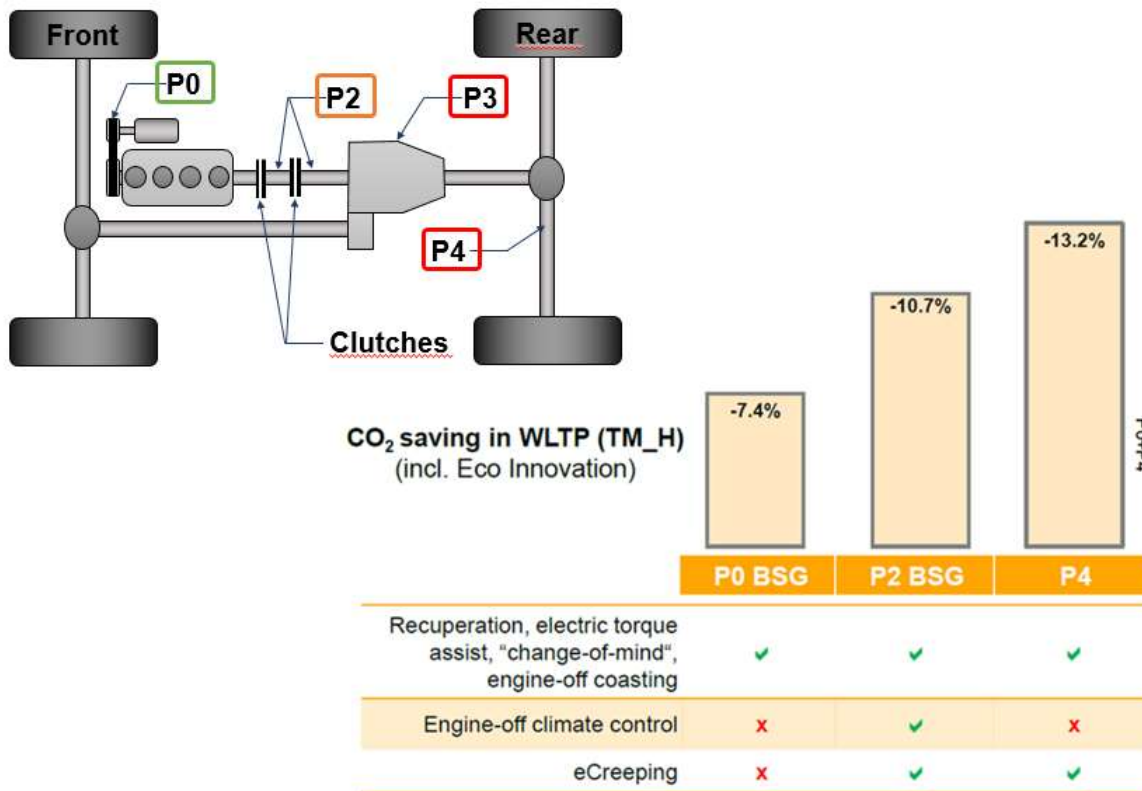 Front
Rear
P0
P2
P3
P4
Clutches
-13.2%
-10.7%
-7.4%
CO₂ saving in WLTP (TM_H)
(incl. Eco Innovation)
P0 BSG P2 BSG P4
Recuperation, electric torque
assist, “change-of-mind“,
engine-off coasting
Engine-off climate control x x
eCreeping x